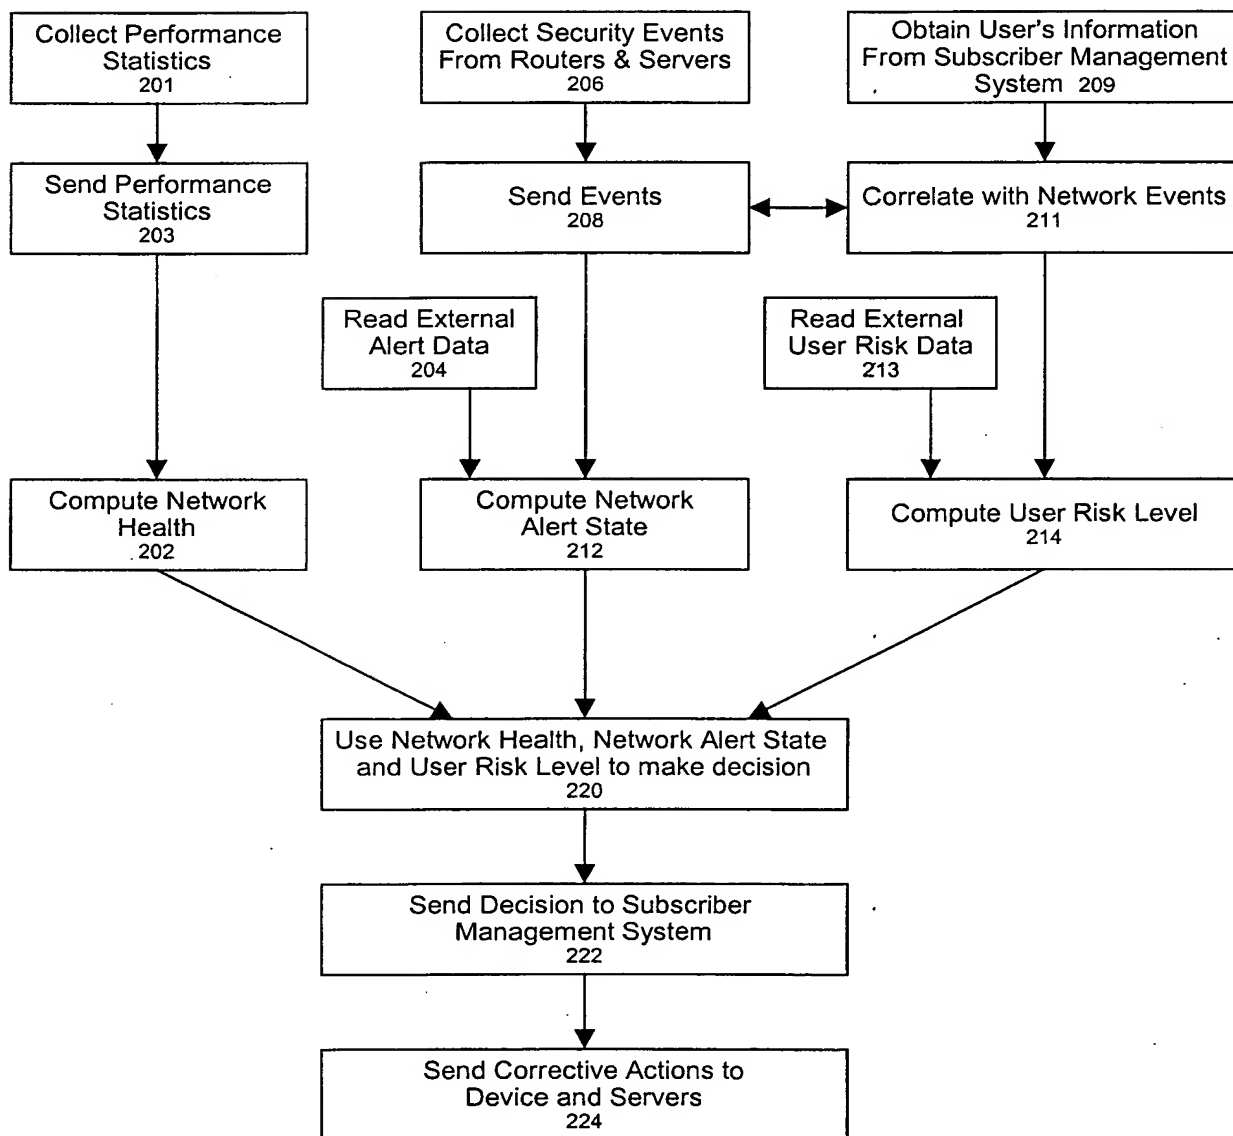 Collect Performance
Statistics
201
Collect Security Events
From Routers & Servers
206
Obtain User's Information
From Subscriber Management
System 209
Send Performance
Statistics
203
Send Events
208
Correlate with Network Events
211
Read External
Alert Data
204
Read External
User Risk Data
213
Compute Network
Health
202
Compute Network
Alert State
212
Compute User Risk Level
214
Use Network Health, Network Alert State
and User Risk Level to make decision
220
Send Decision to Subscriber
Management System
222
Send Corrective Actions to
Device and Servers
224